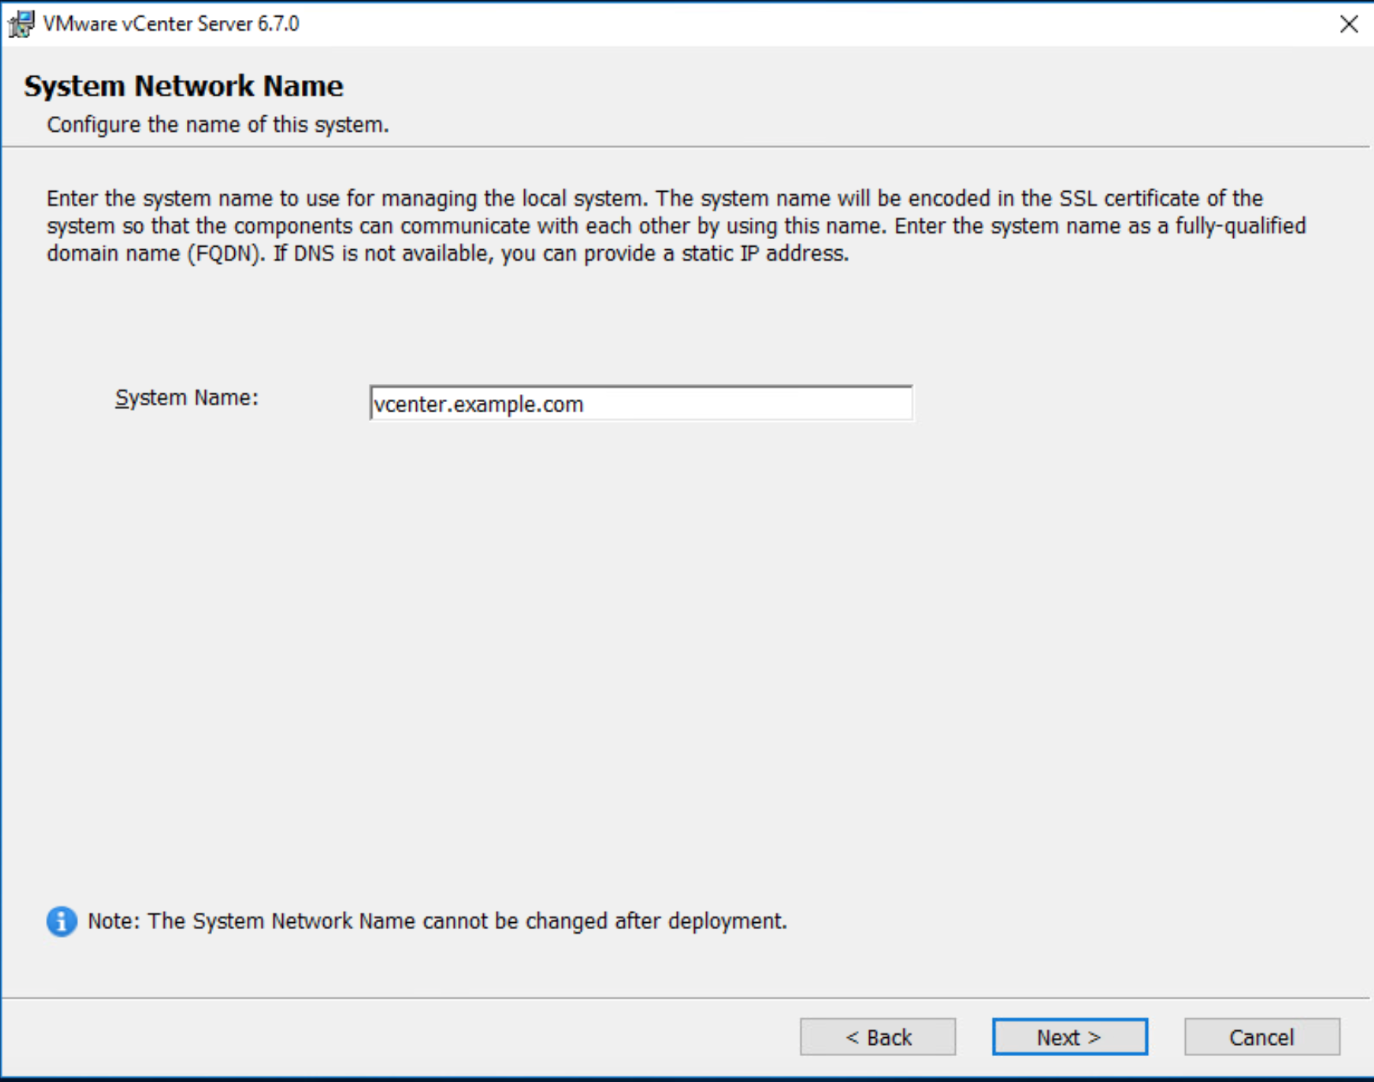 VMware vCenter Server 6.7.0
System Network Name
Configure the name of this system.
Enter the system name to use for managing the local system. The system name will be encoded in the SSL certificate of the
system so that the components can communicate with each other by using this name. Enter the system name as a fully-qualified
domain name (FQDN). If DNS is not available, you can provide a static IP address.
System Name:
vcenter.example.com
Note: The System Network Name cannot be changed after deployment.
< Back
Next >
Cancel